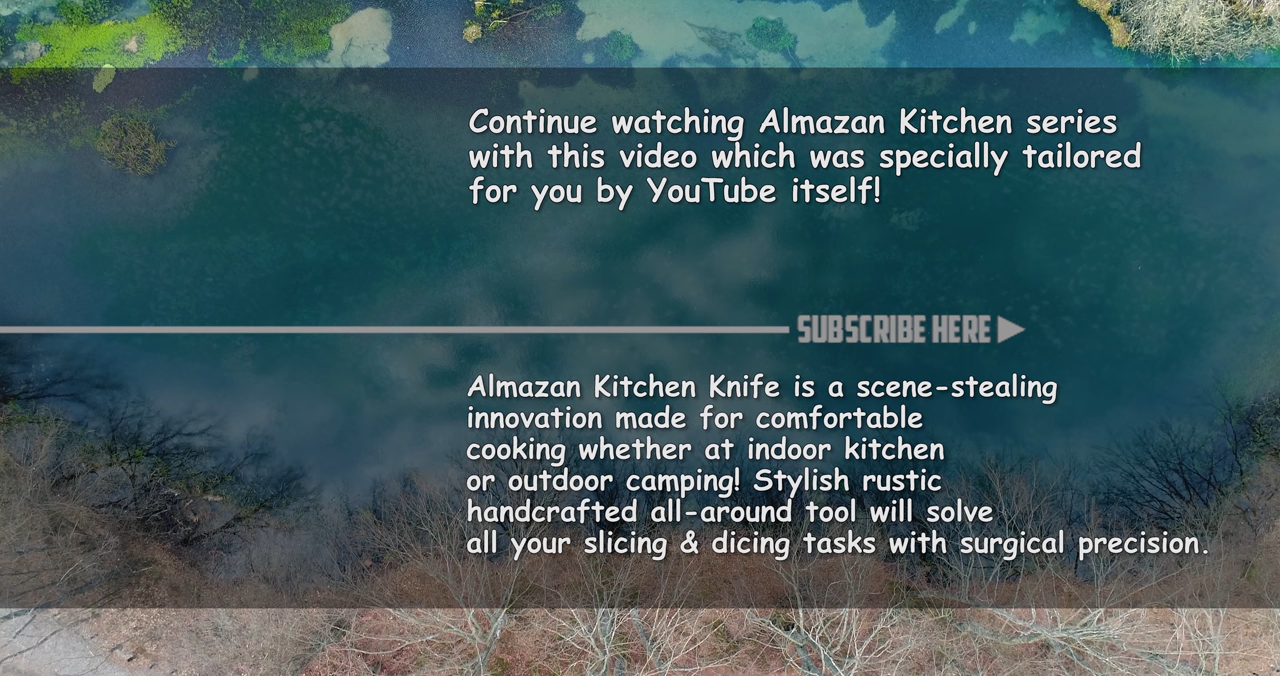 Continue watching Almazan Kitchen series
with this video which was specially tailored
for you by YouTube itself!
SUBSCRIBE HERE
Almazan Kitchen Knife is a scene-stealing
innovation made for comfortable
cooking whether at indoor kitchen
or outdoor camping! Stylish rustic
handcrafted all-around tool will solve
all your slicing & dicing tasks with surgical precision.